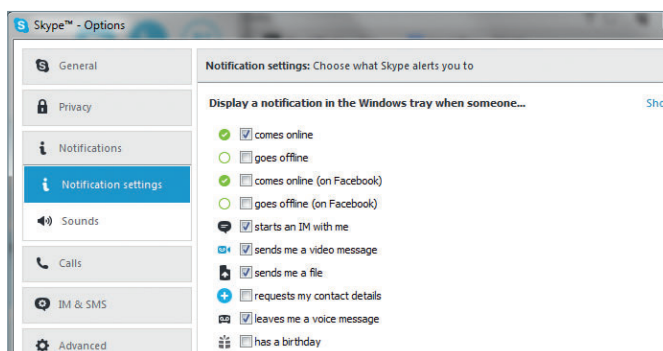 Skype™ - Options
General
Privacy
Notifications
Notification settings
Sounds
Calls
IM & SMS
Advanced
Notification settings: Choose what Skype alerts you to
Display a notification in the Windows tray when someone...
Sho
comes online
goes offline
comes online (on Facebook)
goes offline (on Facebook)
starts an IM with me
sends me a video message
sends me a file
requests my contact details
leaves me a voice message
has a birthday